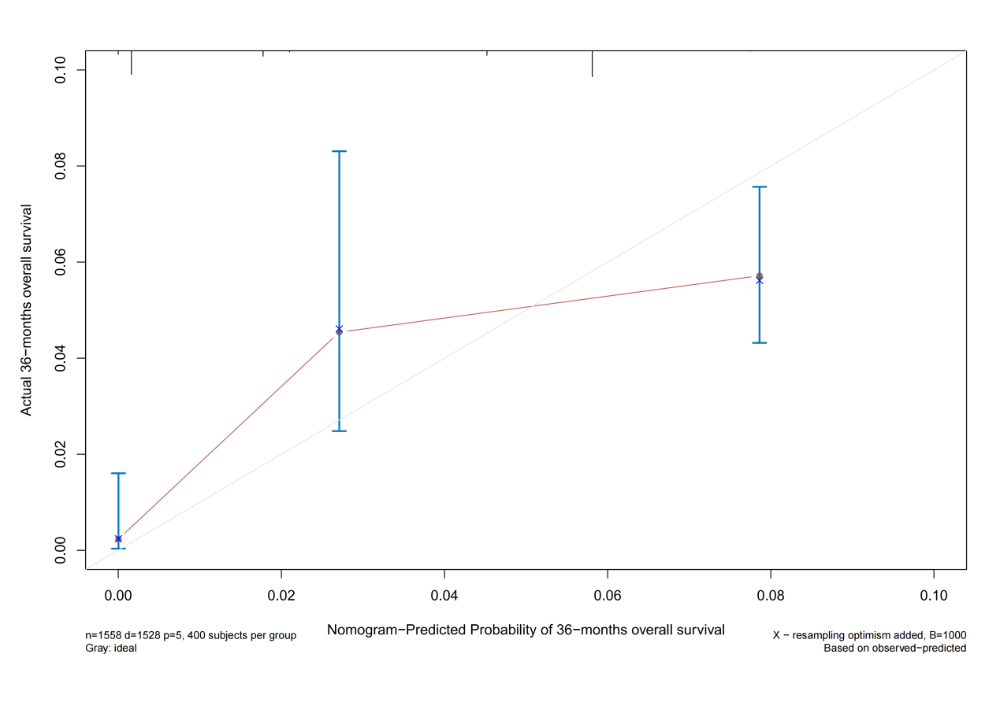 0.10
0.08
0.06
0.04
0.02
0.00
Actual 36−months overall survival
0.00 0.02 0.04 0.06 0.08 0.10
Nomogram−Predicted Probability of 36−months overall survival
n=1558 d=1528 p=5, 400 subjects per group
Gray: ideal
X − resampling optimism added, B=1000
Based on observed−predicted